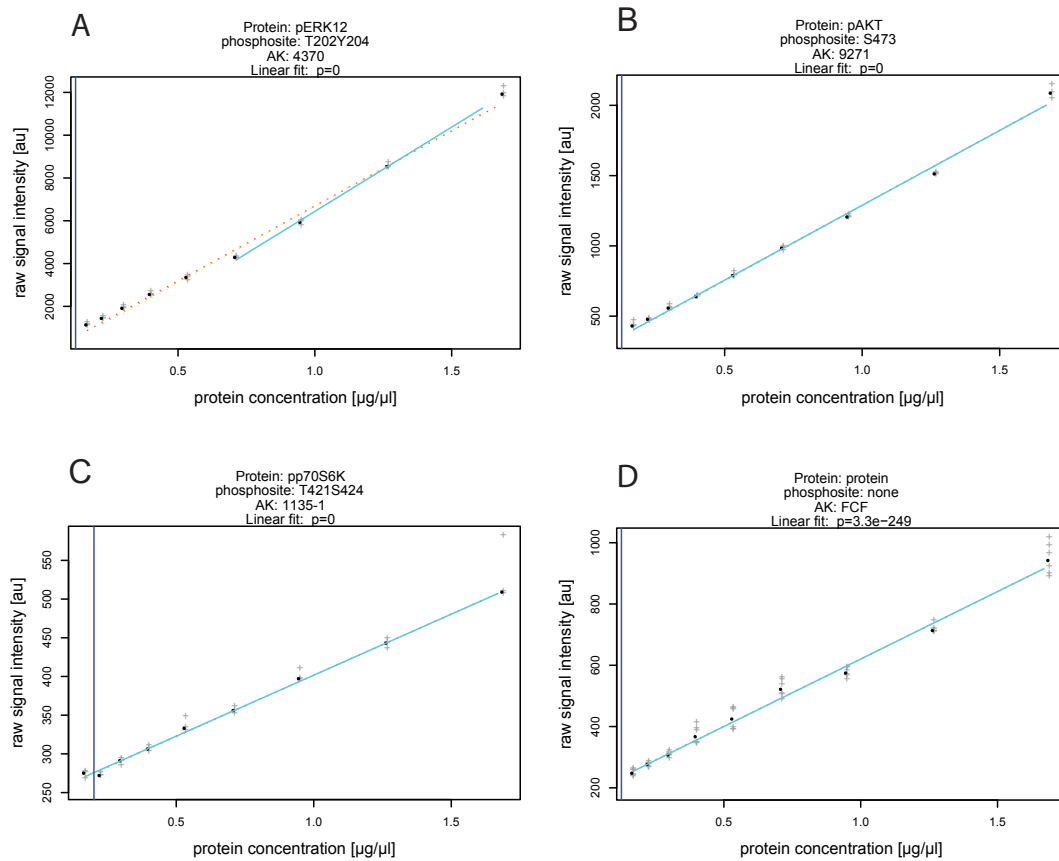 A
Protein: pERK12
phosphosite: T202Y204
AK: 4370
Linear fit: p=0
raw signal intensity [au]
12000
10000
8000
6000
4000
2000
0.5 1.0 1.5
protein concentration [µg/µl]
B
Protein: pAKT
phosphosite: S473
AK: 9271
Linear fit: p=0
raw signal intensity [au]
2000
1500
1000
500
0.5 1.0 1.5
protein concentration [µg/µl]
C
Protein: pp70S6K
phosphosite: T421S424
AK: 1135-1
Linear fit: p=0
raw signal intensity [au]
550
500
450
400
350
300
250
0.5 1.0 1.5
protein concentration [µg/µl]
D
Protein: protein
phosphosite: none
AK: FCF
Linear fit: p=3.3e−249
raw signal intensity [au]
1000
800
600
400
200
0.5 1.0 1.5
protein concentration [µg/µl]